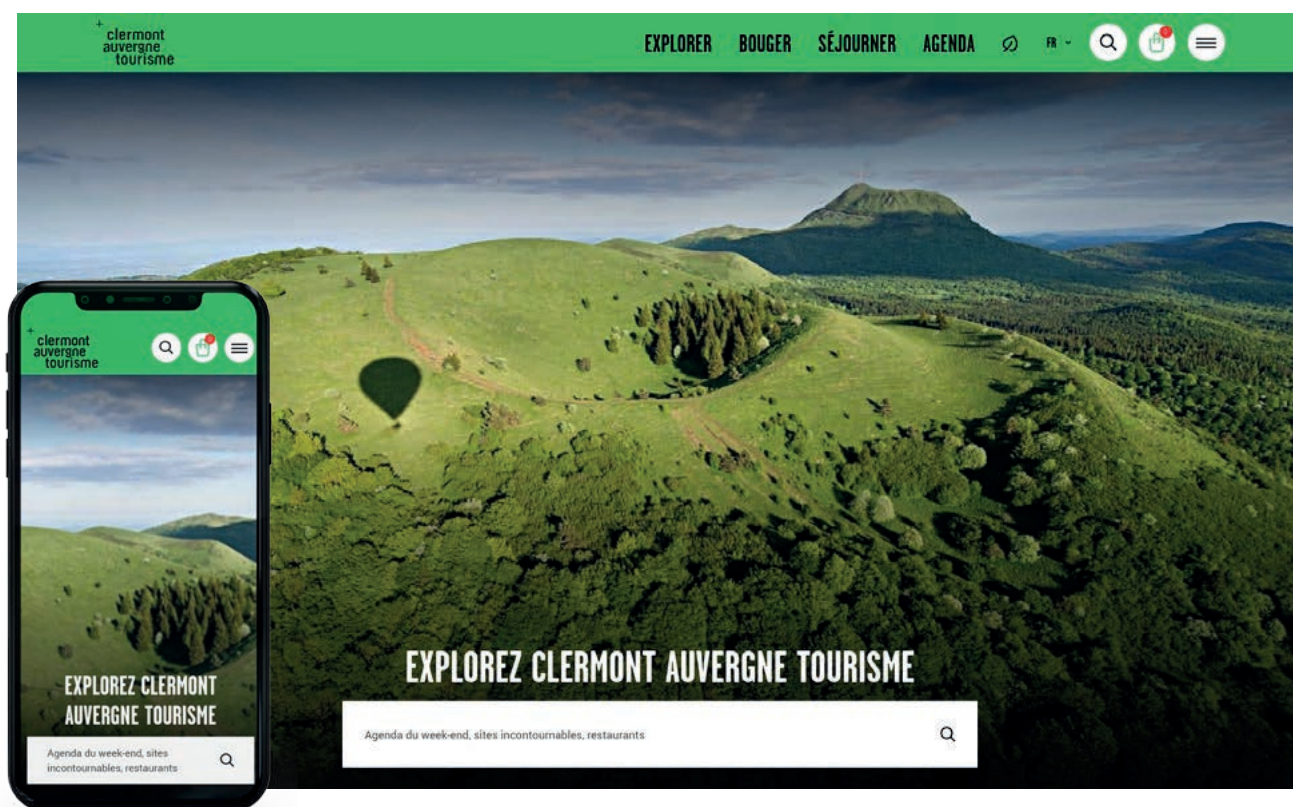 clermont
auvergne
tourisme
EXPLORER BOUGER SÉJOURNER AGENDA FR
0
EXPLOREZ CLERMONT AUVERGNE TOURISME
Agenda du week-end, sites incontournables, restaurants
clermont
auvergne
tourisme
EXPLOREZ CLERMONT
AUVERGNE TOURISME
Agenda du week-end, sites
incontournables, restaurants